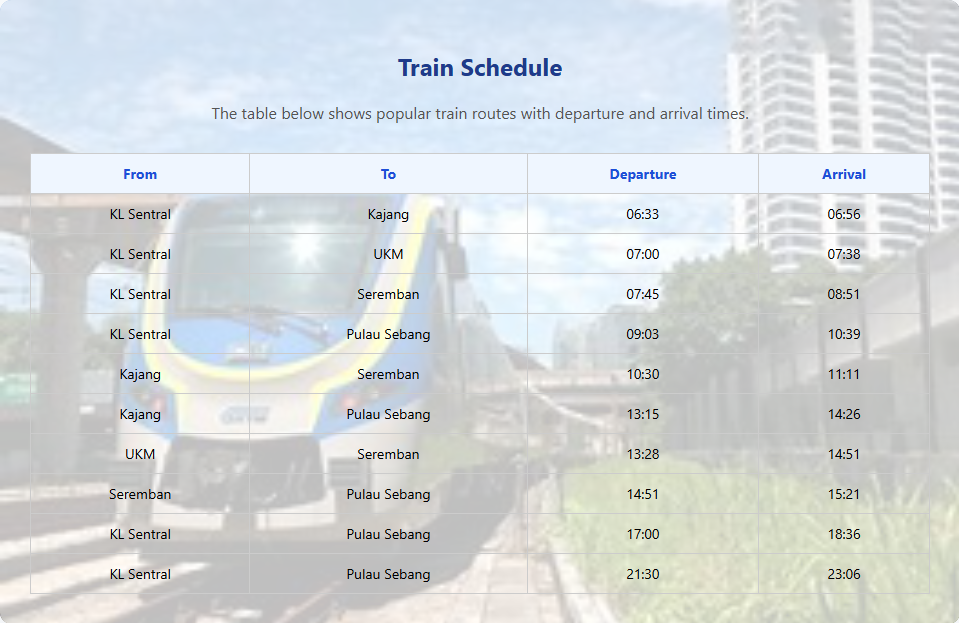 Train Schedule
The table below shows popular train routes with departure and arrival times.
From To Departure Arrival
KL Sentral Kajang 06:33 06:56
KL Sentral UKM 07:00 07:38
KL Sentral Seremban 07:45 08:51
KL Sentral Pulau Sebang 09:03 10:39
Kajang Seremban 10:30 11:11
Kajang Pulau Sebang 13:15 14:26
UKM Seremban 13:28 14:51
Seremban Pulau Sebang 14:51 15:21
KL Sentral Pulau Sebang 17:00 18:36
KL Sentral Pulau Sebang 21:30 23:06